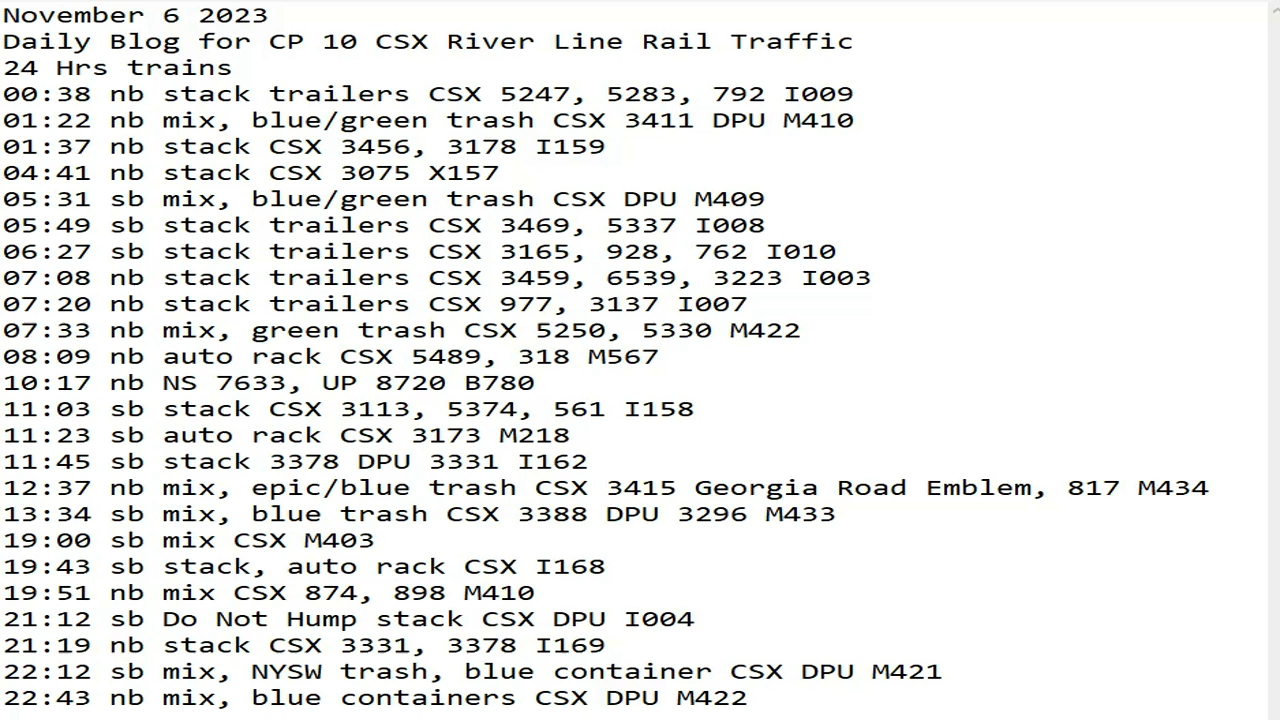 November 6 2023
Daily Blog for CP 10 CSX River Line Rail Traffic
24 Hrs trains
00:38 nb stack trailers CSX 5247, 5283, 792 I009
01:22 nb mix, blue/green trash CSX 3411 DPU M410
01:37 nb stack CSX 3456, 3178 I159
04:41 nb stack CSX 3075 X157
05:31 sb mix, blue/green trash CSX DPU M409
05:49 sb stack trailers CSX 3469, 5337 I008
06:27 sb stack trailers CSX 3165, 928, 762 I010
07:08 nb stack trailers CSX 3459, 6539, 3223 I003
07:20 nb stack trailers CSX 977, 3137 I007
07:33 nb mix, green trash CSX 5250, 5330 M422
08:09 nb auto rack CSX 5489, 318 M567
10:17 nb NS 7633, UP 8720 B780
11:03 sb stack CSX 3113, 5374, 561 I158
11:23 sb auto rack CSX 3173 M218
11:45 sb stack 3378 DPU 3331 I162
12:37 nb mix, epic/blue trash CSX 3415 Georgia Road Emblem, 817 M434
13:34 sb mix, blue trash CSX 3388 DPU 3296 M433
19:00 sb mix CSX M403
19:43 sb stack, auto rack CSX I168
19:51 nb mix CSX 874, 898 M410
21:12 sb Do Not Hump stack CSX DPU I004
21:19 nb stack CSX 3331, 3378 I169
22:12 sb mix, NYSW trash, blue container CSX DPU M421
22:43 nb mix, blue containers CSX DPU M422